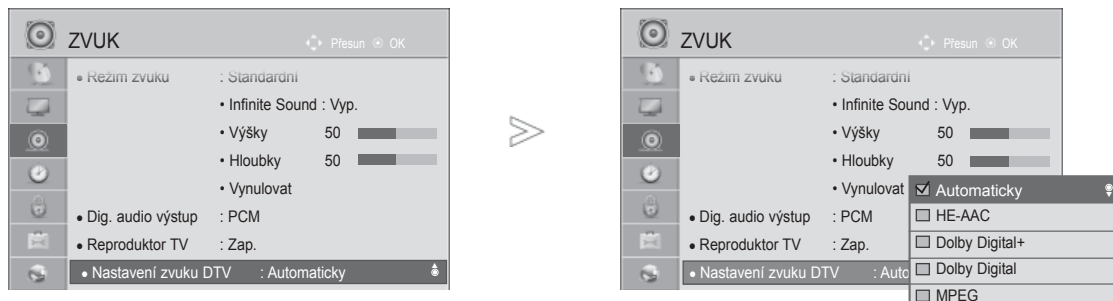 ZVUK
Přesun OK
• Režim zvuku : Standardní
• Infinite Sound : Vyp.
• Výšky 50
• Hloubky 50
• Vynulovat
• Dig. audio výstup : PCM
• Reproduktor TV : Zap.
• Nastavení zvuku DTV : Automaticky
ZVUK
Přesun OK
• Režim zvuku : Standardní
• Infinite Sound : Vyp.
• Výšky 50
• Hloubky 50
• Vynulovat
• Dig. audio výstup : PCM
• Reproduktor TV : Zap.
• Nastavení zvuku DTV : Auto
Automaticky
HE-AAC
Dolby Digital+
Dolby Digital
MPEG